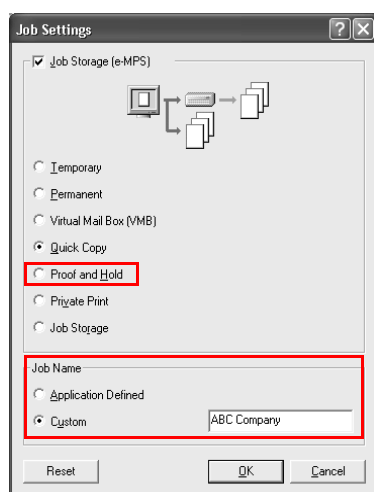 Job Settings
Job Storage (e-MPS)
Temporary
Permanent
Virtual Mail Box (VMB)
Quick Copy
Proof and Hold
Private Print
Job Storage
Job Name
Application Defined
Custom
ABC Company
Reset
OK
Cancel